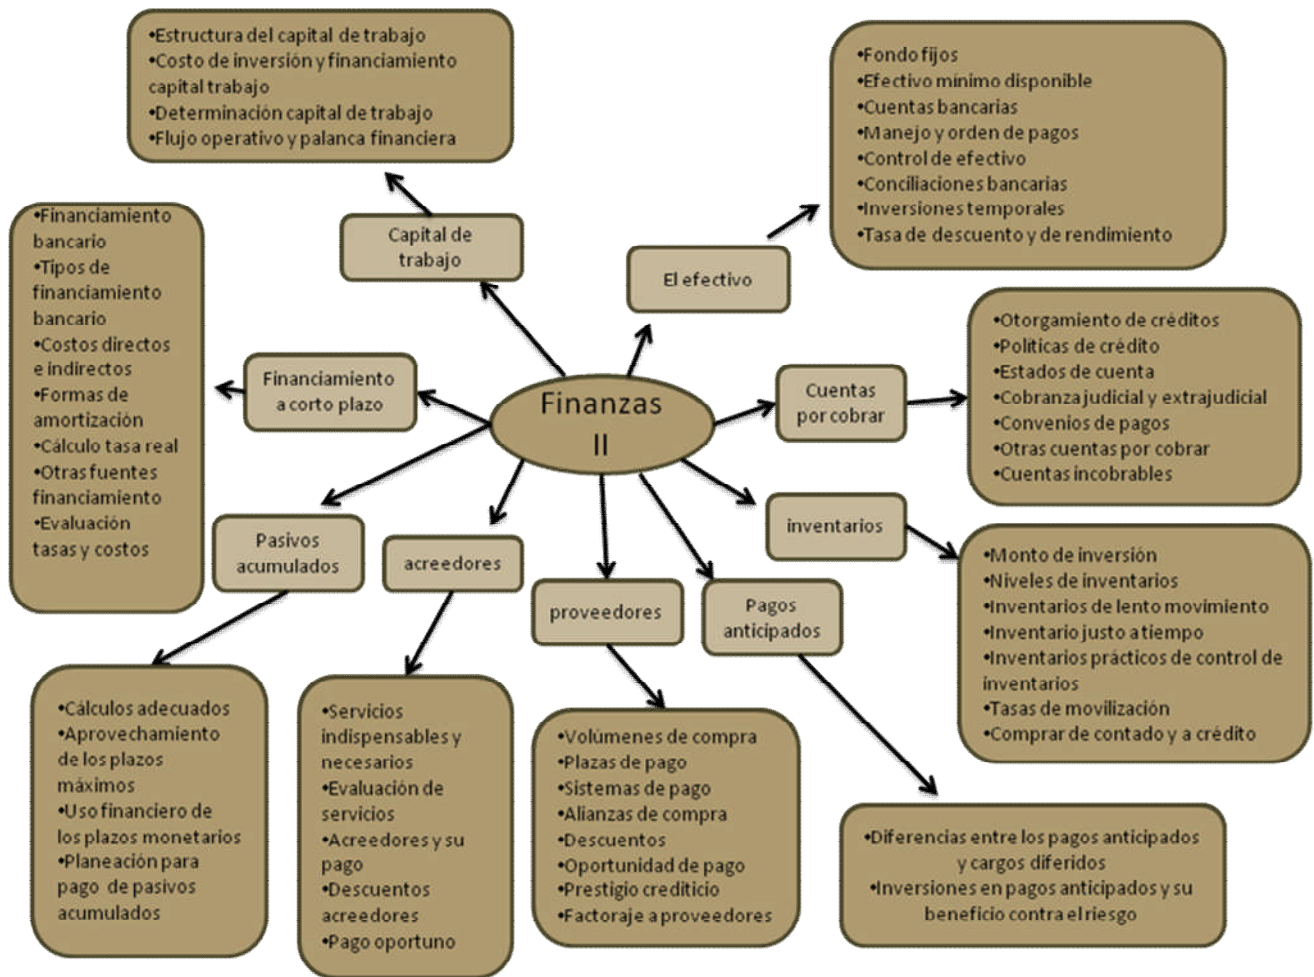 •Estructura del capital de trabajo
•Costo de inversión y financiamiento
capital trabajo
•Determinación capital de trabajo
•Flujo operativo y palanca financiera
•Fondo fijos
•Efectivo mínimo disponible
•Cuentas bancarias
•Manejo y orden de pagos
•Control de efectivo
•Conciliaciones bancarias
•Inversiones temporales
•Tasa de descuento y de rendimiento
Capital de
trabajo
El efectivo
•Financiamiento
bancario
•Tipos de
financiamiento
bancario
•Costos directos
e indirectos
•Formas de
amortización
•Cálculo tasa real
•Otras fuentes
financiamiento
•Evaluación
tasas y costos
Financiamiento
a corto plazo
Finanzas
II
Cuentas
por cobrar
•Otorgamiento de créditos
•Políticas de crédito
•Estados de cuenta
•Cobranza judicial y extrajudicial
•Convenios de pagos
•Otras cuentas por cobrar
•Cuentas incobrables
Pasivos
acumulados
acreedores
proveedores
Pagos
anticipados
inventarios
•Monto de inversión
•Niveles de inventarios
•Inventarios de lento movimiento
•Inventario justo a tiempo
•Inventarios prácticos de control de
inventarios
•Tasas de movilización
•Comprar de contado y a crédito
•Cálculos adecuados
•Aprovechamiento
de los plazos
máximos
•Uso financiero de
los plazos monetarios
•Planeación para
pago de pasivos
acumulados
•Servicios
indispensables y
necesarios
•Evaluación de
servicios
•Acreedores y su
pago
•Descuentos
acreedores
•Pago oportuno
•Volúmenes de compra
•Plazas de pago
•Sistemas de pago
•Alianzas de compra
•Descuentos
•Oportunidad de pago
•Prestigio crediticio
•Factoraje a proveedores
•Diferencias entre los pagos anticipados
y cargos diferidos
•Inversiones en pagos anticipados y su
beneficio contra el riesgo